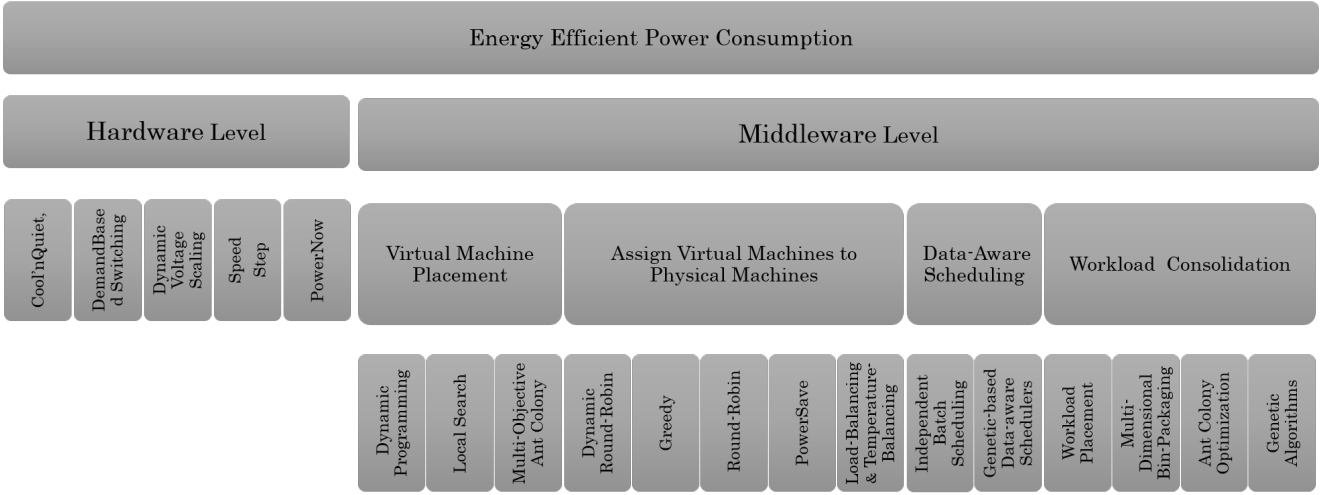 Energy Efficient Power Consumption
Hardware Level
Middleware Level
Cool'nQuiet,
DemandBase
d Switching
Dynamic
Voltage
Scaling
Speed
Step
PowerNow
Virtual Machine
Placement
Assign Virtual Machines to
Physical Machines
Data-Aware
Scheduling
Workload Consolidation
Dynamic
Programming
Local Search
Multi-Objective
Ant Colony
Dynamic
Round-Robin
Greedy
Round-Robin
PowerSave
Load-Balancing
& Temperature-
Balancing
Independent
Batch
Scheduling
Genetic-based
Data-aware
Schedulers
Workload
Placement
Multi-
Dimensional
Bin-Packaging
Ant Colony
Optimization
Genetic
Algorithms